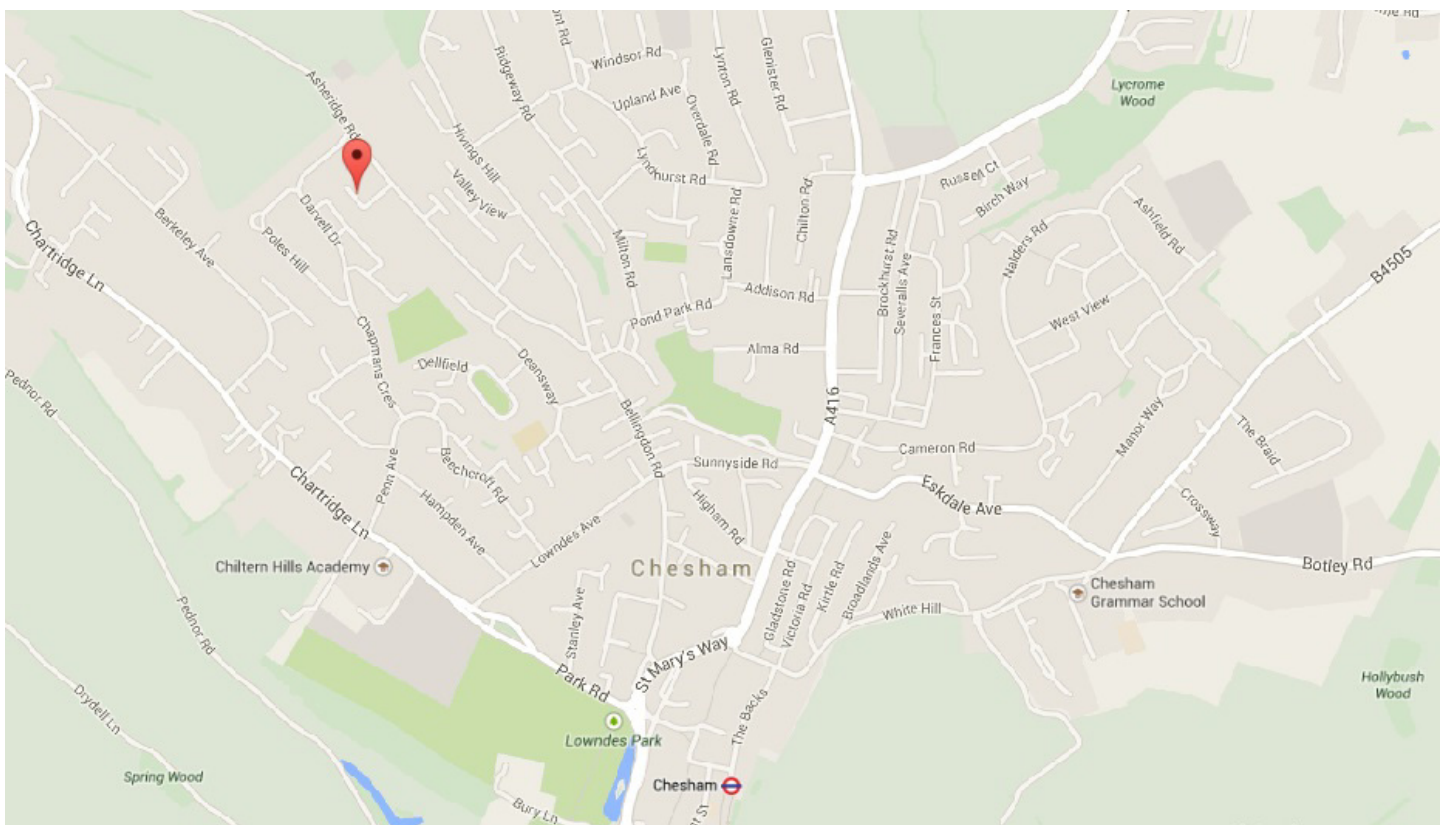 Asheridge Rd
Ridgeway Rd
Windsor Rd
Upland Ave
Overdale Rd
Lynton Rd
Glenister Rd
Lycrome
Wood
Hivings Hill
Valley View
Lyndhurst Rd
Russell Ct
Birch Way
Berkeley Ave
Darvell Dr
Poles Hill
Milton Rd
Lansdowne Rd
Chilton Rd
Brockhurst Rd
Severalls Ave
Nalders Rd
Ashfield Rd
Chartridge Ln
Pond Park Rd
Addison Rd
Frances St
West View
B4505
Chapmans Cres
Dellfield
Deansway
Alma Rd
A416
Pednor Rd
Bellingdon Rd
Manor Way
The Braid
Penn Ave
Beechcroft Rd
Sunnyside Rd
Cameron Rd
Chartridge Ln
Hampden Ave
Higham Rd
Eskdale Ave
Crossway
Lowndes Ave
Chiltern Hills Academy
Chesham
Botley Rd
Pednor Rd
Stanley Ave
Gladstone Rd
Victoria Rd
Kirtle Rd
Broadlands Ave
White Hill
Chesham
Grammar School
St Mary's Way
Park Rd
Hollybush
Wood
Drydell Ln
Lowndes Park
The Backs
Spring Wood
Chesham
Bury Ln